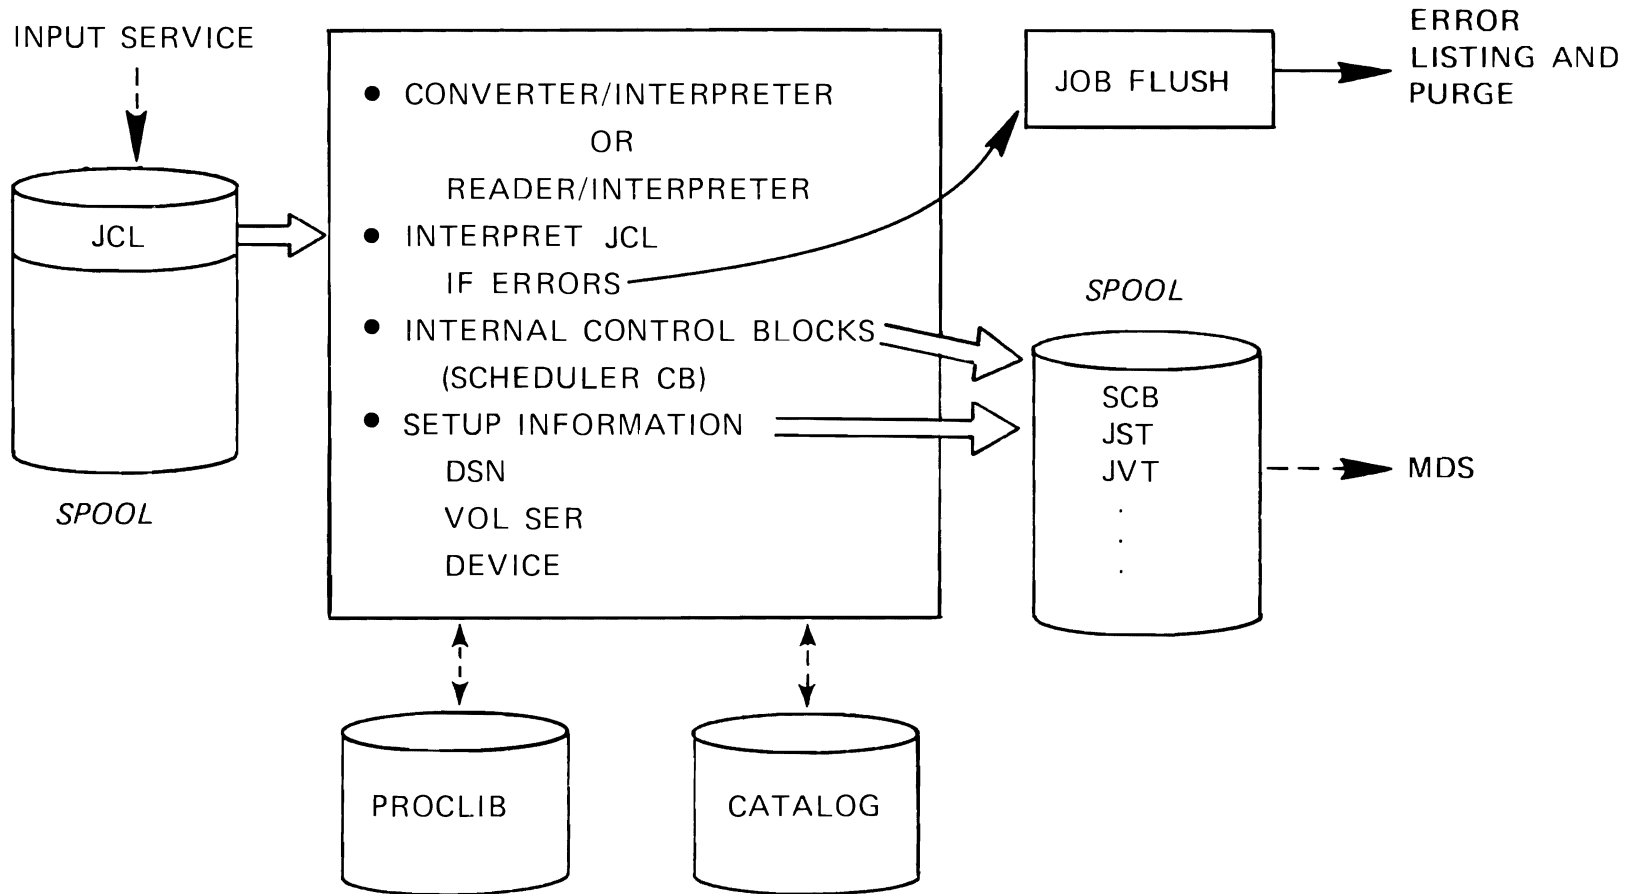 INPUT SERVICE
JCL
SPOOL
• CONVERTER/INTERPRETER
OR
READER/INTERPRETER
• INTERPRET JCL
IF ERRORS
• INTERNAL CONTROL BLOCKS
(SCHEDULER CB)
• SETUP INFORMATION
DSN
VOL SER
DEVICE
JOB FLUSH
ERROR
LISTING AND
PURGE
SPOOL
SCB
JST
JVT
.
.
.
MDS
PROCLIB
CATALOG